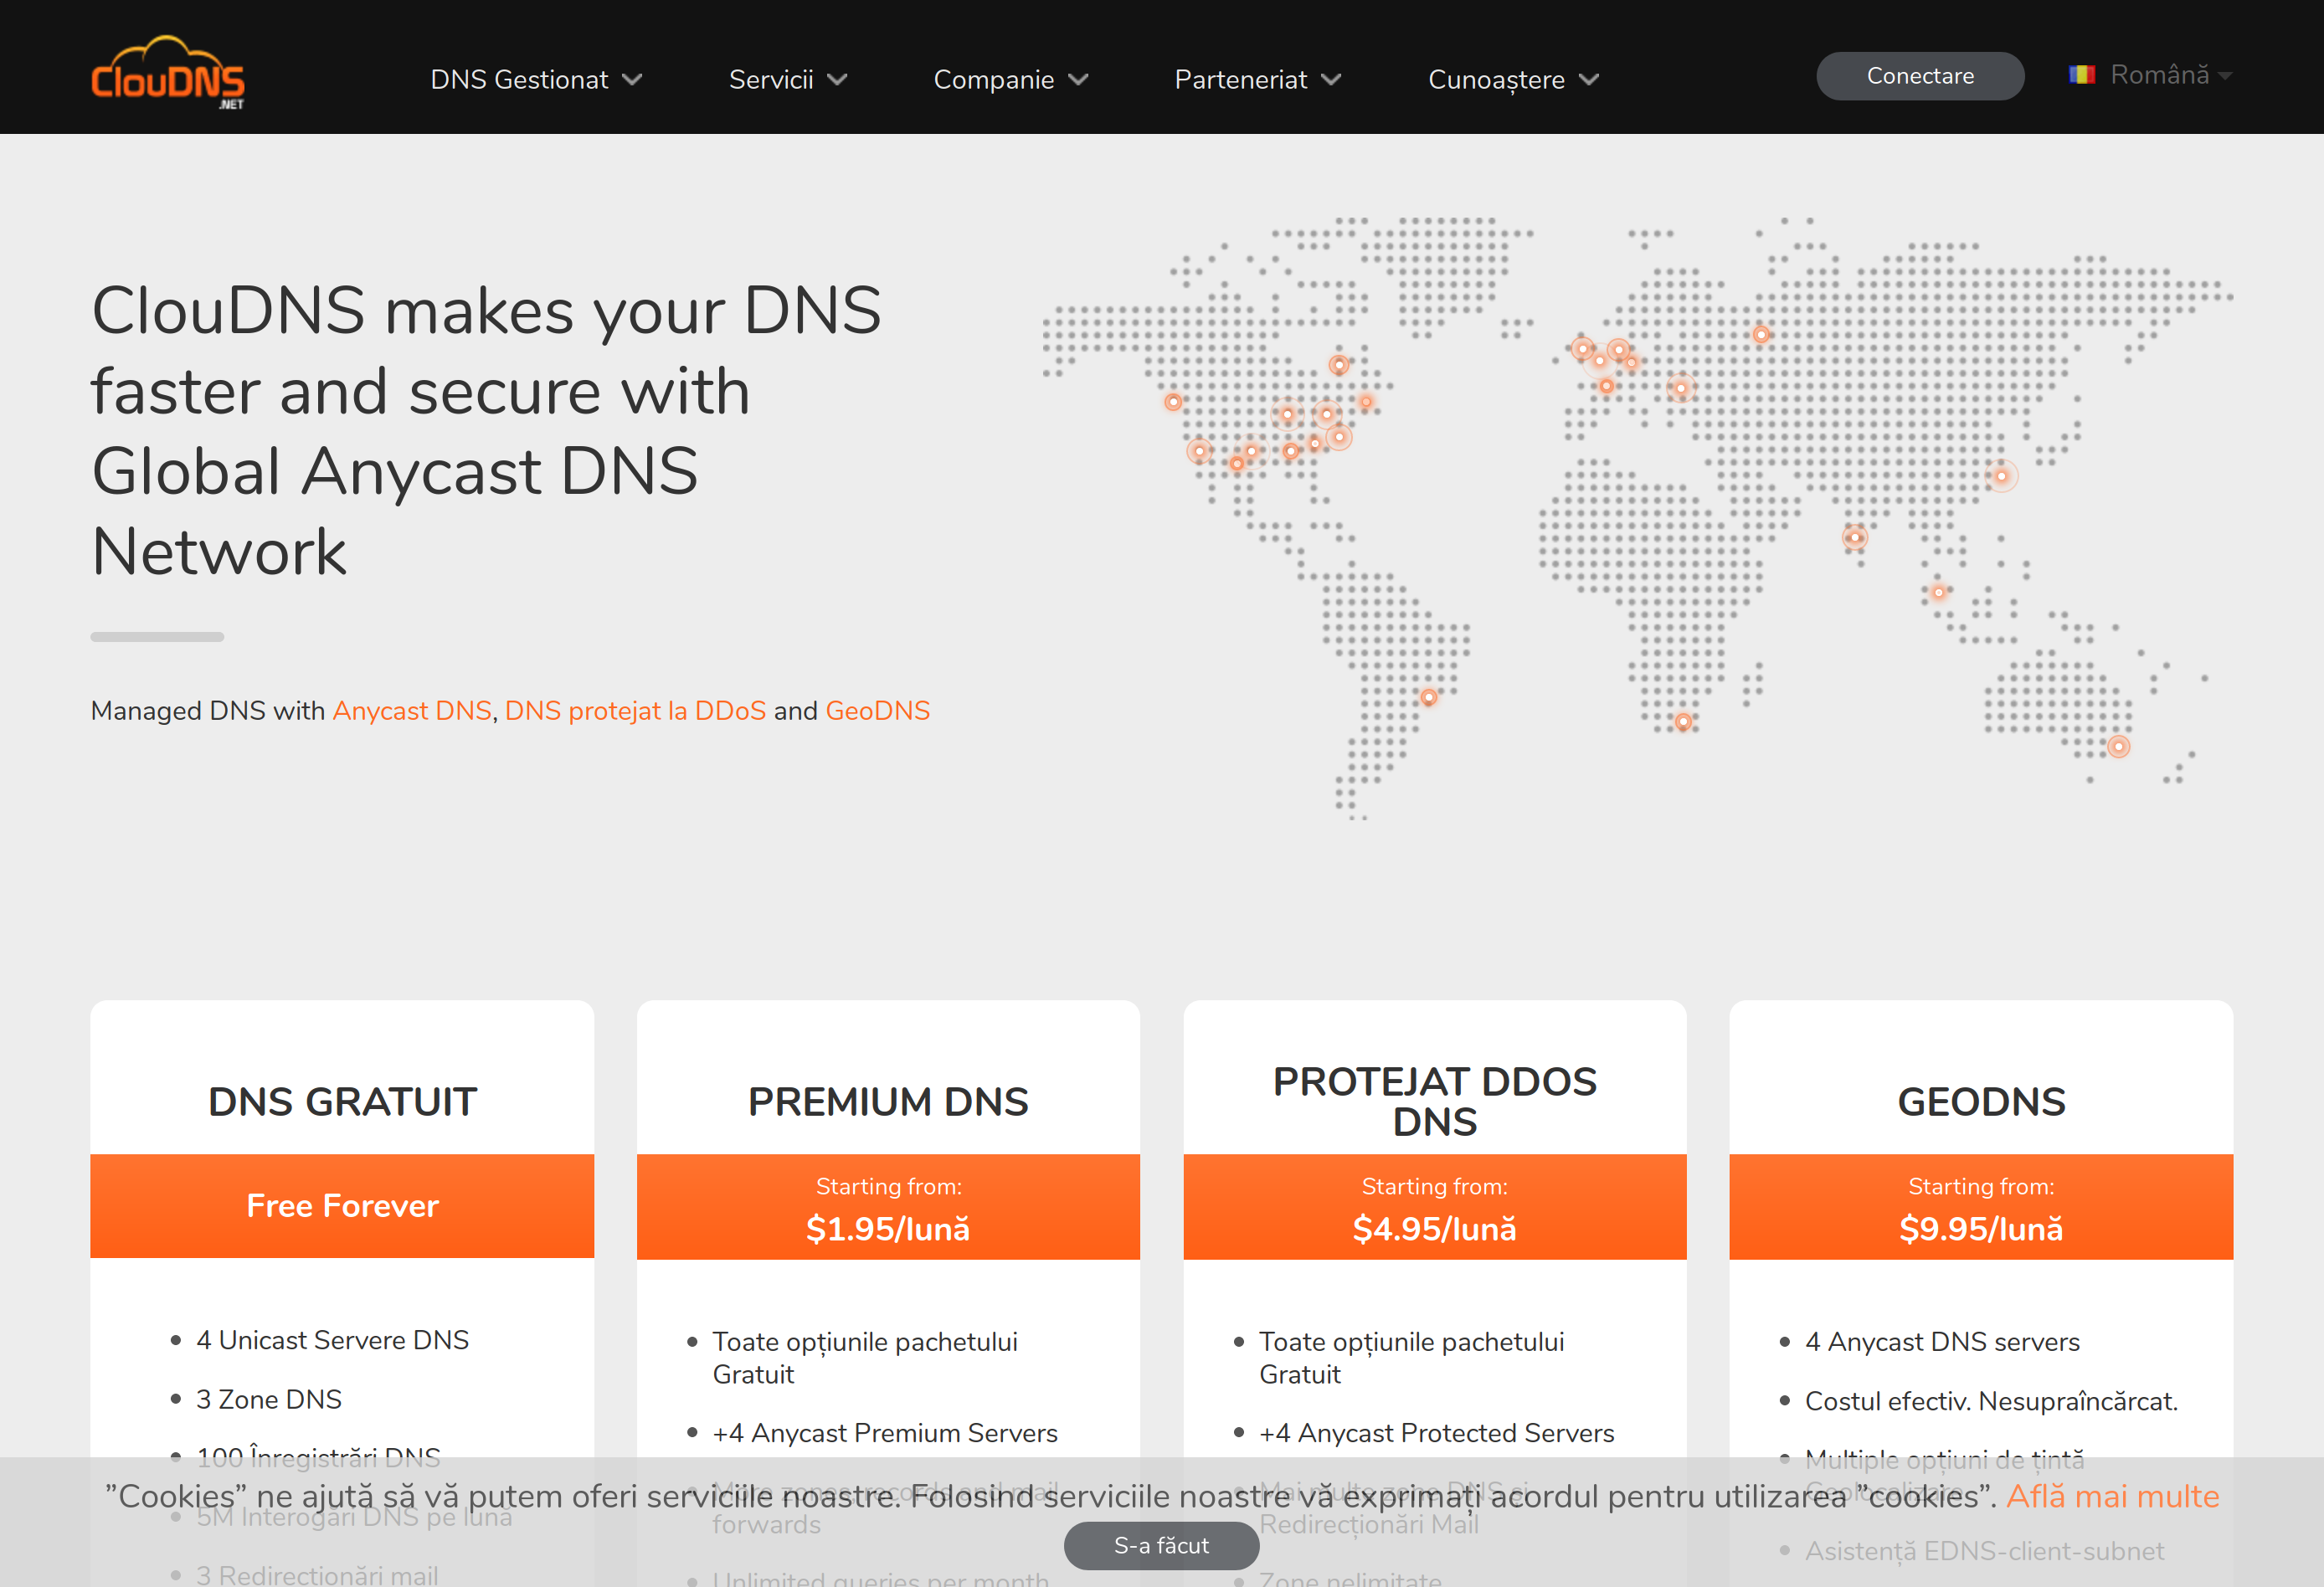 ClouDNS
.NET
DNS Gestionat
Servicii
Companie
Parteneriat
Cunoaștere
Conectare
Română
ClouDNS makes your DNS
faster and secure with
Global Anycast DNS
Network
Managed DNS with Anycast DNS, DNS protejat la DDoS and GeoDNS
DNS GRATUIT
Free Forever
4 Unicast Servere DNS
3 Zone DNS
100 Înregistrări DNS
5M Interogări DNS pe lună
3 Redirecționări mail
PREMIUM DNS
Starting from:
$1.95/lună
Toate opțiunile pachetului
Gratuit
+4 Anycast Premium Servers
More zones, records and mail
forwards
Unlimited queries per month
PROTEJAT DDOS
DNS
Starting from:
$4.95/lună
Toate opțiunile pachetului
Gratuit
+4 Anycast Protected Servers
Mai multe zone DNS și
Redirecționări Mail
Zone nelimitate
GEODNS
Starting from:
$9.95/lună
4 Anycast DNS servers
Costul efectiv. Nesupraîncărcat.
Multiple opțiuni de țintă
Geolocalizare
Asistență EDNS-client-subnet
”Cookies” ne ajută să vă putem oferi serviciile noastre. Folosind serviciile noastre vă exprimați acordul pentru utilizarea ”cookies”. Află mai multe
S-a făcut